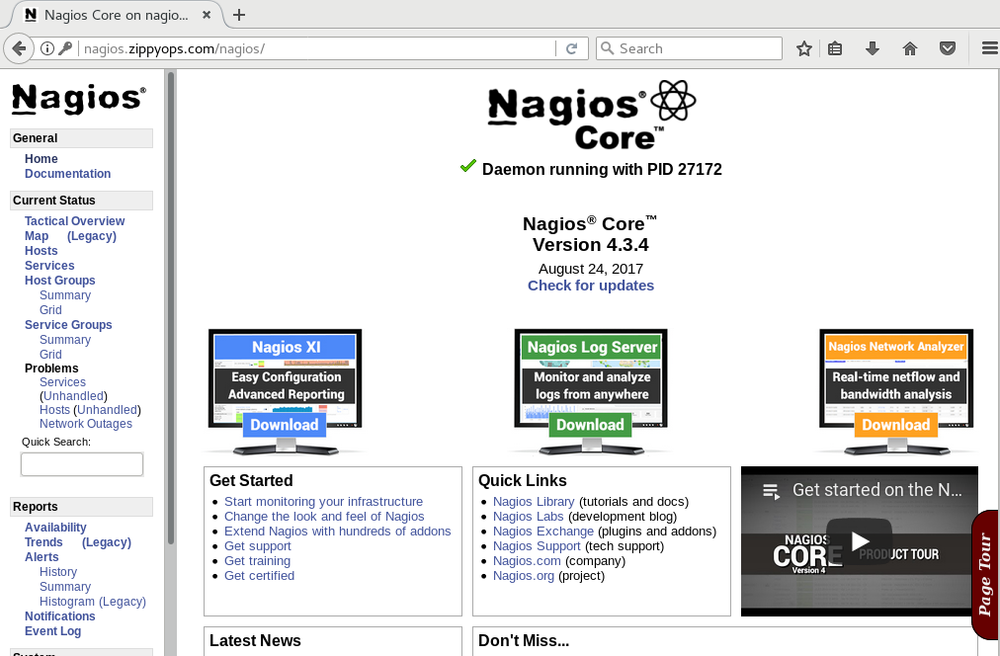 Nagios Core on nagio...
nagios.zippyops.com/nagios/
Search
Nagios®
General
Home
Documentation
Current Status
Tactical Overview
Map (Legacy)
Hosts
Services
Host Groups
Summary
Grid
Service Groups
Summary
Grid
Problems
Services
(Unhandled)
Hosts (Unhandled)
Network Outages
Quick Search:
Reports
Availability
Trends (Legacy)
Alerts
History
Summary
Histogram (Legacy)
Notifications
Event Log
System
Nagios®
Core™
Daemon running with PID 27172
Nagios® Core™
Version 4.3.4
August 24, 2017
Check for updates
Nagios XI
Easy Configuration
Advanced Reporting
Download
Nagios Log Server
Monitor and analyze
logs from anywhere
Download
Nagios Network Analyzer
Real-time netflow and
bandwidth analysis
Download
Get Started
Start monitoring your infrastructure
Change the look and feel of Nagios
Extend Nagios with hundreds of addons
Get support
Get training
Get certified
Quick Links
Nagios Library (tutorials and docs)
Nagios Labs (development blog)
Nagios Exchange (plugins and addons)
Nagios Support (tech support)
Nagios.com (company)
Nagios.org (project)
Get started on the N...
NAGIOS
CORE PRODUCT TOUR
Version 4
Page Tour
Latest News
Don't Miss...